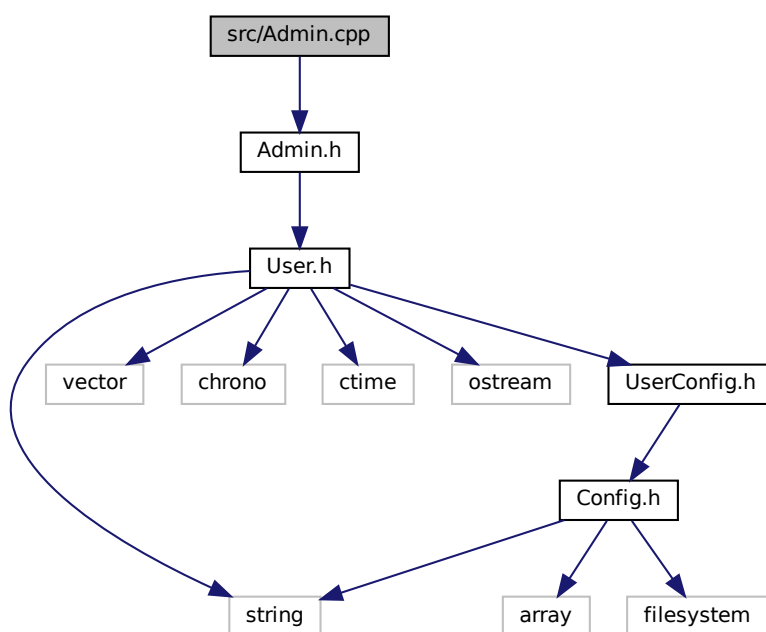 src/Admin.cpp
Admin.h
User.h
vector
chrono
ctime
ostream
UserConfig.h
Config.h
string
array
filesystem